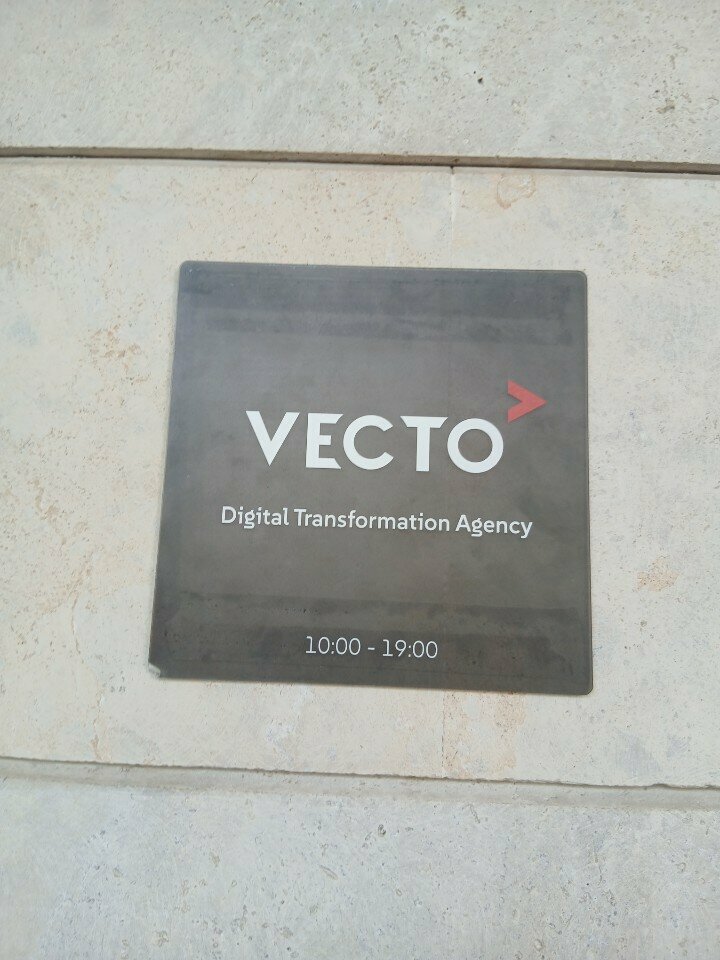 VECTO
Digital Transformation Agency
10:00 - 19:00